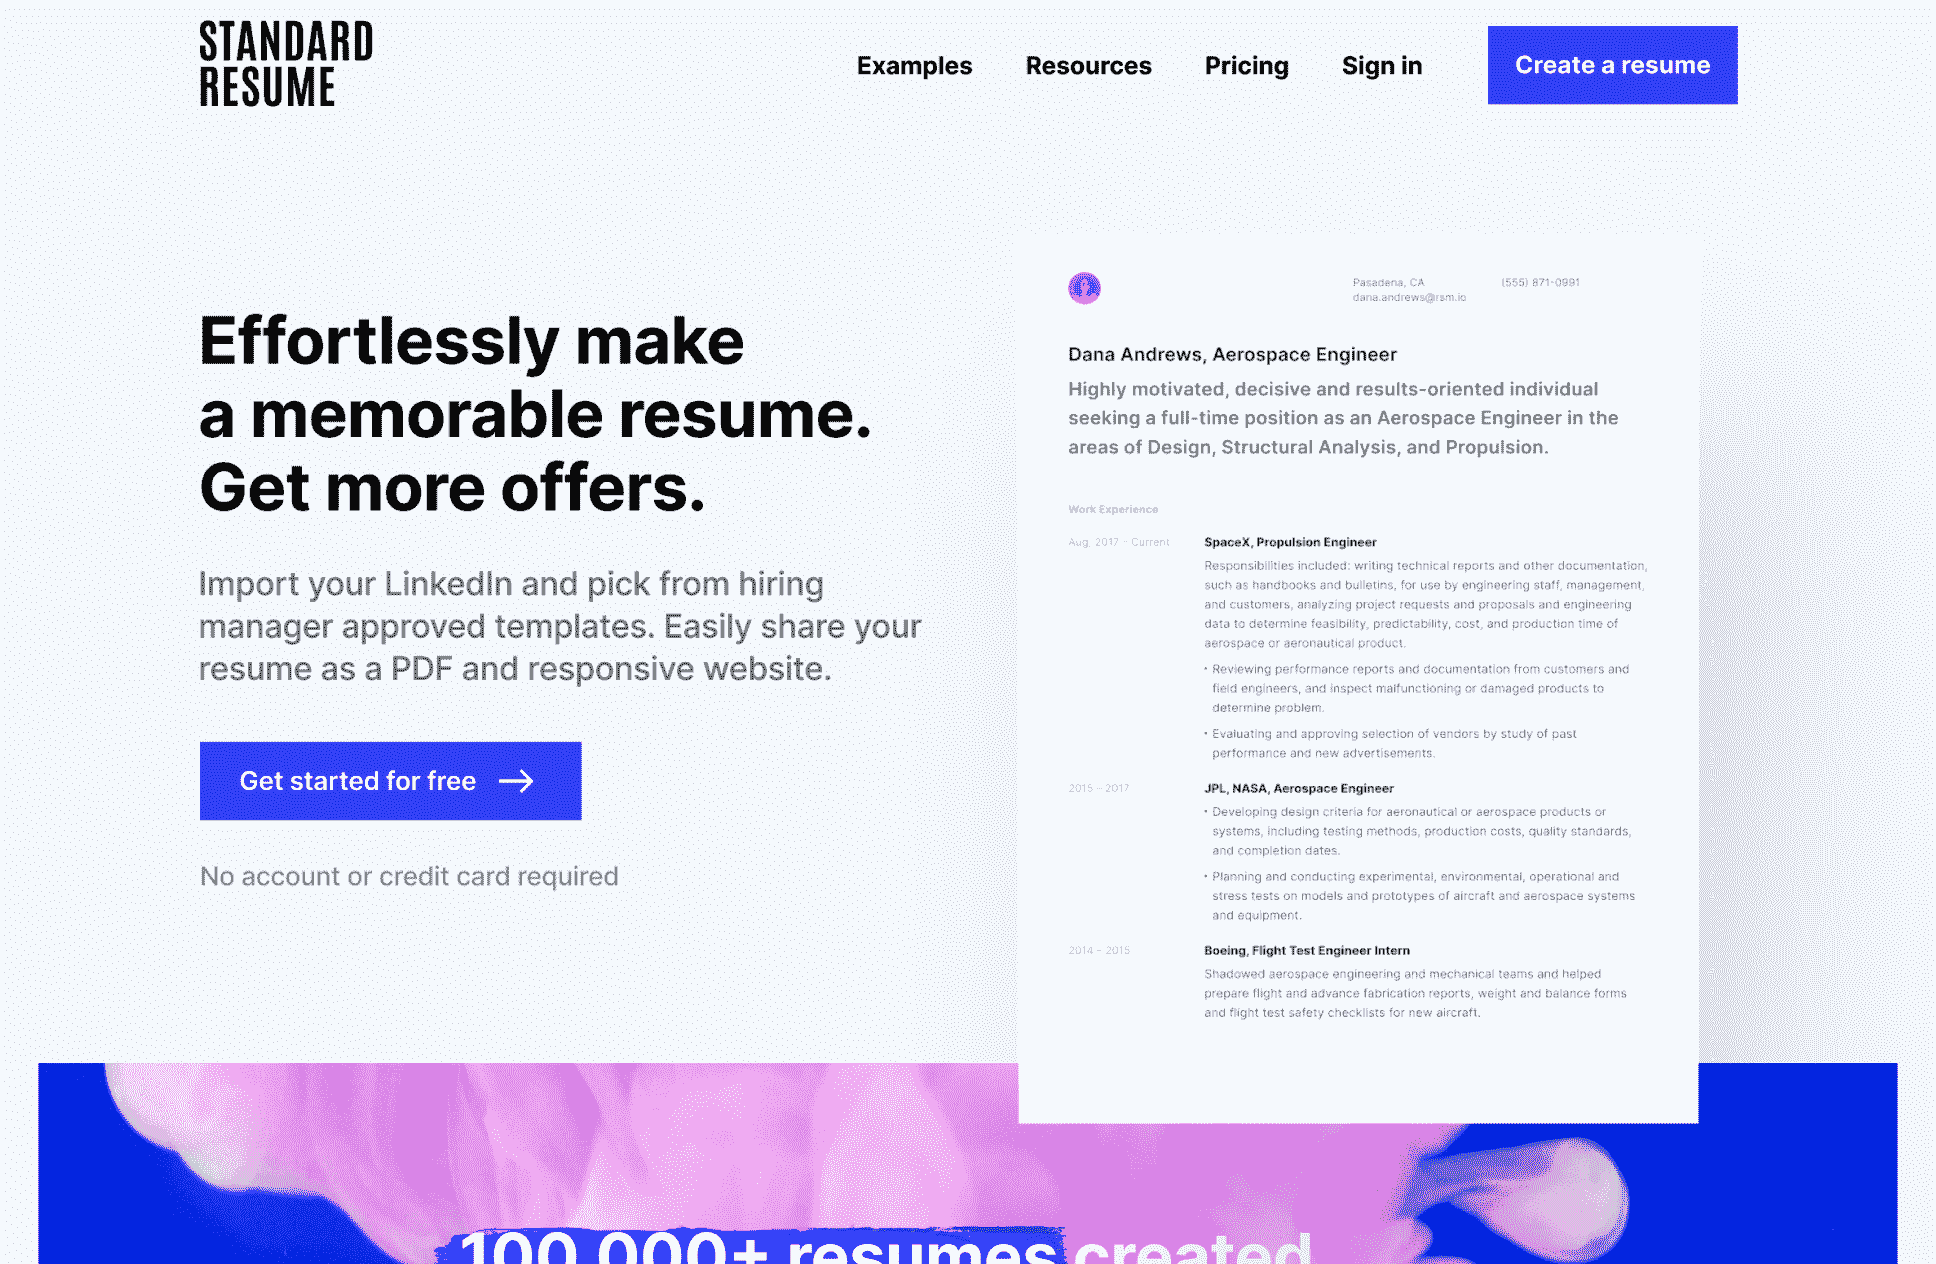 STANDARD
RESUME
Examples
Resources
Pricing
Sign in
Create a resume
Effortlessly make
a memorable resume.
Get more offers.
Import your LinkedIn and pick from hiring
manager approved templates. Easily share your
resume as a PDF and responsive website.
Get started for free →
No account or credit card required
Pasadena, CA
(555) 871-0991
dana.andrews@rsm.io
Dana Andrews, Aerospace Engineer
Highly motivated, decisive and results-oriented individual
seeking a full-time position as an Aerospace Engineer in the
areas of Design, Structural Analysis, and Propulsion.
Work Experience
Aug, 2017 - Current
SpaceX, Propulsion Engineer
Responsibilities included: writing technical reports and other documentation,
such as handbooks and bulletins, for use by engineering staff, management,
and customers, analyzing project requests and proposals and engineering
data to determine feasibility, predictability, cost, and production time of
aerospace or aeronautical product.
• Reviewing performance reports and documentation from customers and
field engineers, and inspect malfunctioning or damaged products to
determine problem.
• Evaluating and approving selection of vendors by study of past
performance and new advertisements.
2015 - 2017
JPL, NASA, Aerospace Engineer
• Developing design criteria for aeronautical or aerospace products or
systems, including testing methods, production costs, quality standards,
and completion dates.
• Planning and conducting experimental, environmental, operational and
stress tests on models and prototypes of aircraft and aerospace systems
and equipment.
2014 - 2015
Boeing, Flight Test Engineer Intern
Shadowed aerospace engineering and mechanical teams and helped
prepare flight and advance fabrication reports, weight and balance forms
and flight test safety checklists for new aircraft.
100,000+ resumes created